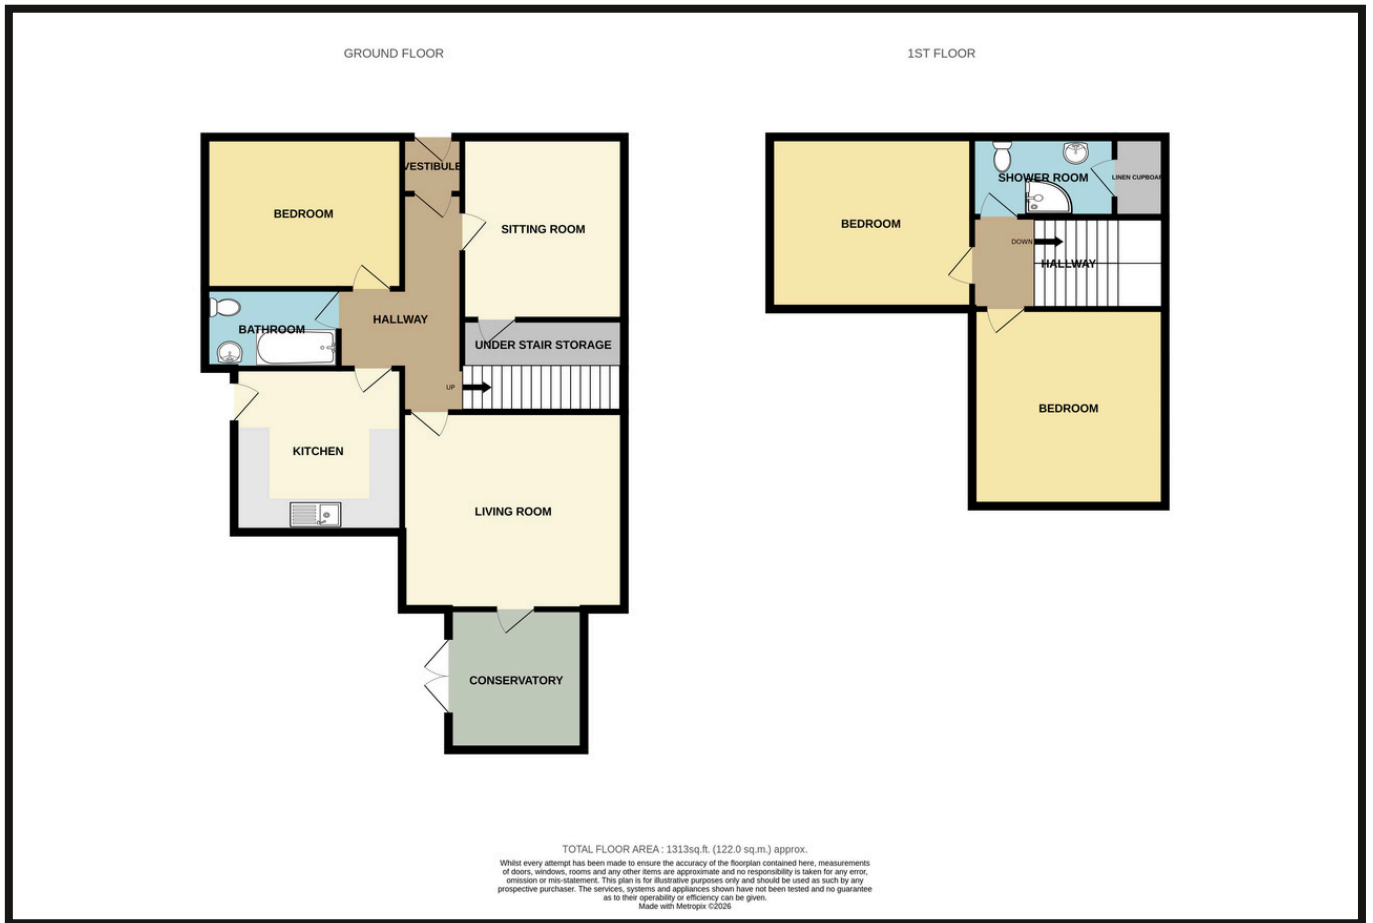 GROUND FLOOR
1ST FLOOR
VESTIBULE
BEDROOM
SITTING ROOM
BATHROOM
HALLWAY
UNDER STAIR STORAGE
UP
KITCHEN
LIVING ROOM
CONSERVATORY
SHOWER ROOM
LINEN CUPBOAR
BEDROOM
DOWN
HALLWAY
BEDROOM
TOTAL FLOOR AREA : 1313sq.ft. (122.0 sq.m.) approx.
Whilst every attempt has been made to ensure the accuracy of the floorplan contained here, measurements
of doors, windows, rooms and any other items are approximate and no responsibility is taken for any error,
omission or mis-statement. This plan is for illustrative purposes only and should be used as such by any
prospective purchaser. The services, systems and appliances shown have not been tested and no guarantee
as to their operability or efficiency can be given.
Made with Metropix ©2026